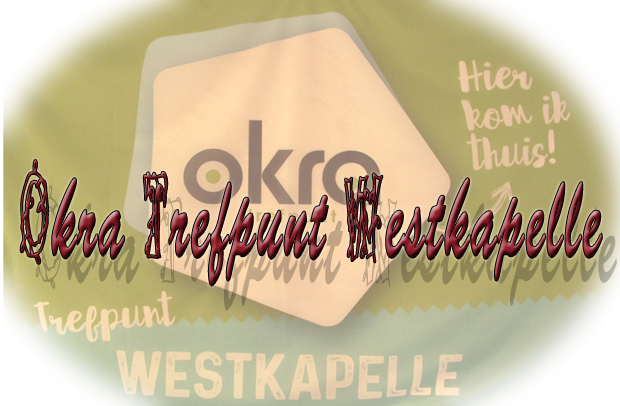 Hier
kom ik
thuis!
okra
Okra Trefpunt Westkapelle
Trefpunt
WESTKAPELLE